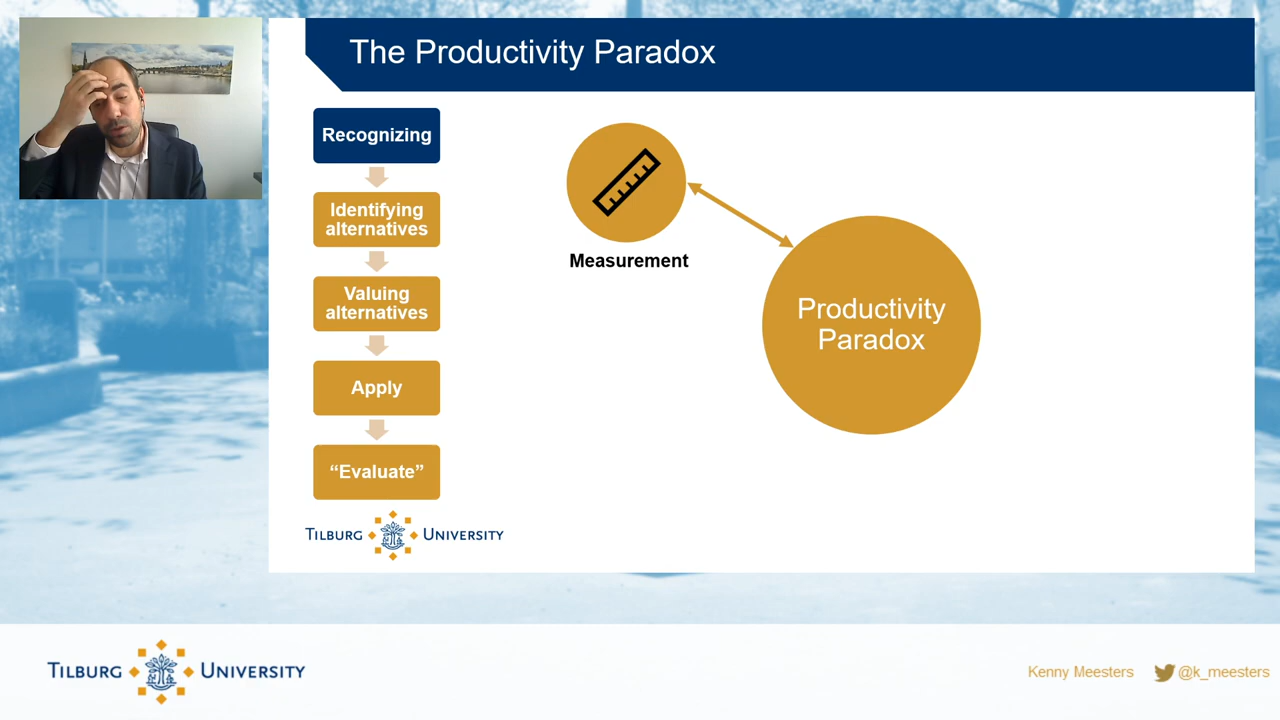 The Productivity Paradox
Recognizing
Identifying
alternatives
Valuing
alternatives
Apply
“Evaluate”
Measurement
Productivity
Paradox
TILBURG UNIVERSITY
TILBURG UNIVERSITY
Kenny Meesters
@k_meesters